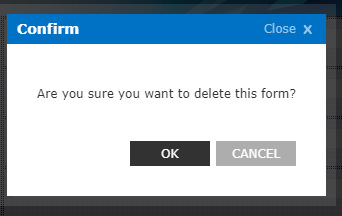 Confirm
Close X
Are you sure you want to delete this form?
OK
CANCEL